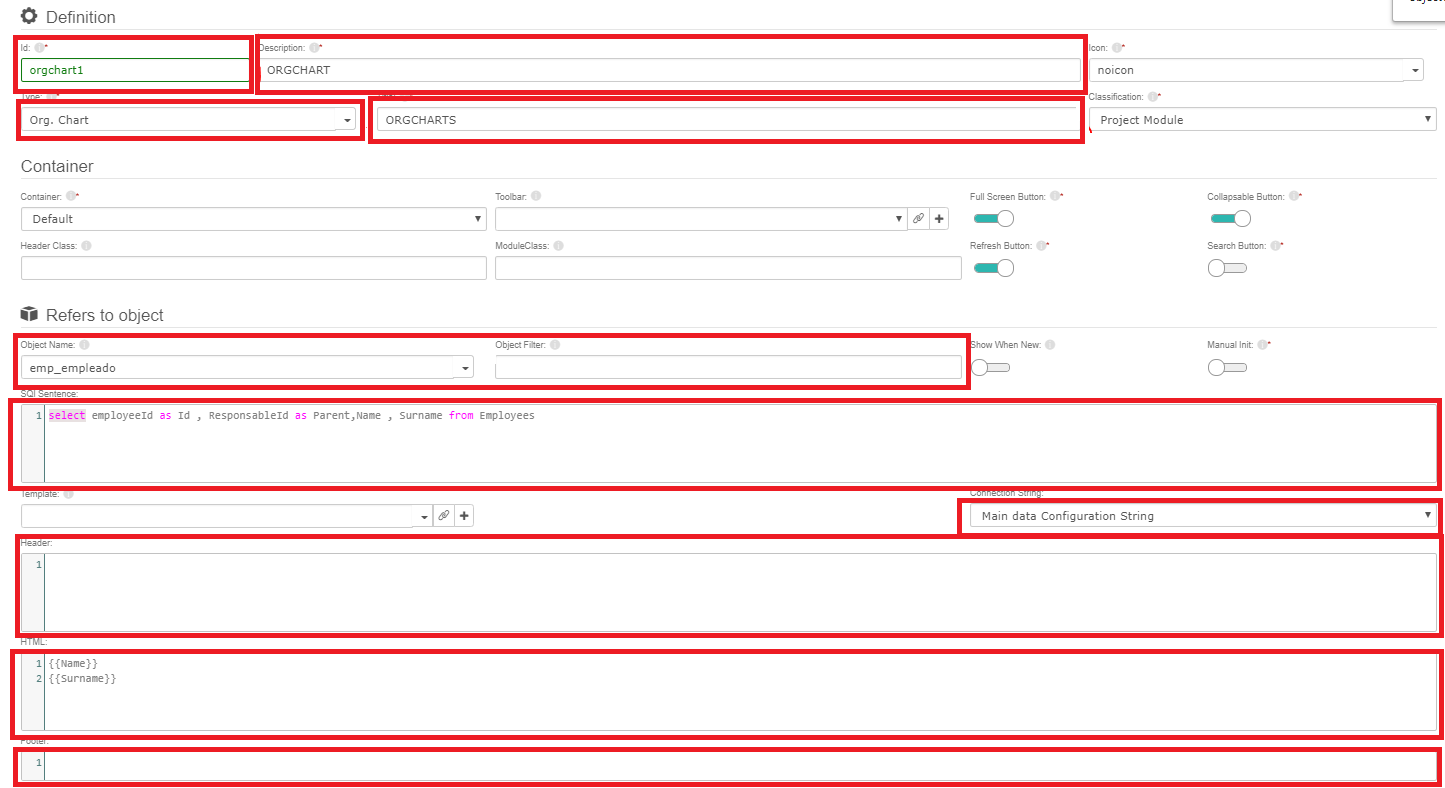 Definition
Id: *
Description: *
Icon: *
orgchart1
ORGCHART
noicon
Type: *
Classification: *
Org. Chart
ORGCHARTS
Project Module
Container
Container: *
Toolbar:
Full Screen Button: *
Collapsable Button: *
Default
Header Class:
ModuleClass:
Refresh Button: *
Search Button: *
Refers to object
Object Name:
Object Filter:
Show When New:
Manual Init: *
emp_empleado
SQl Sentence:
1 select employeeId as Id , ResponsableId as Parent,Name , Surname from Employees
Template:
Connection String:
Main data Configuration String
Header:
1
HTML:
1 {{Name}}
2 {{Surname}}
Footer:
1